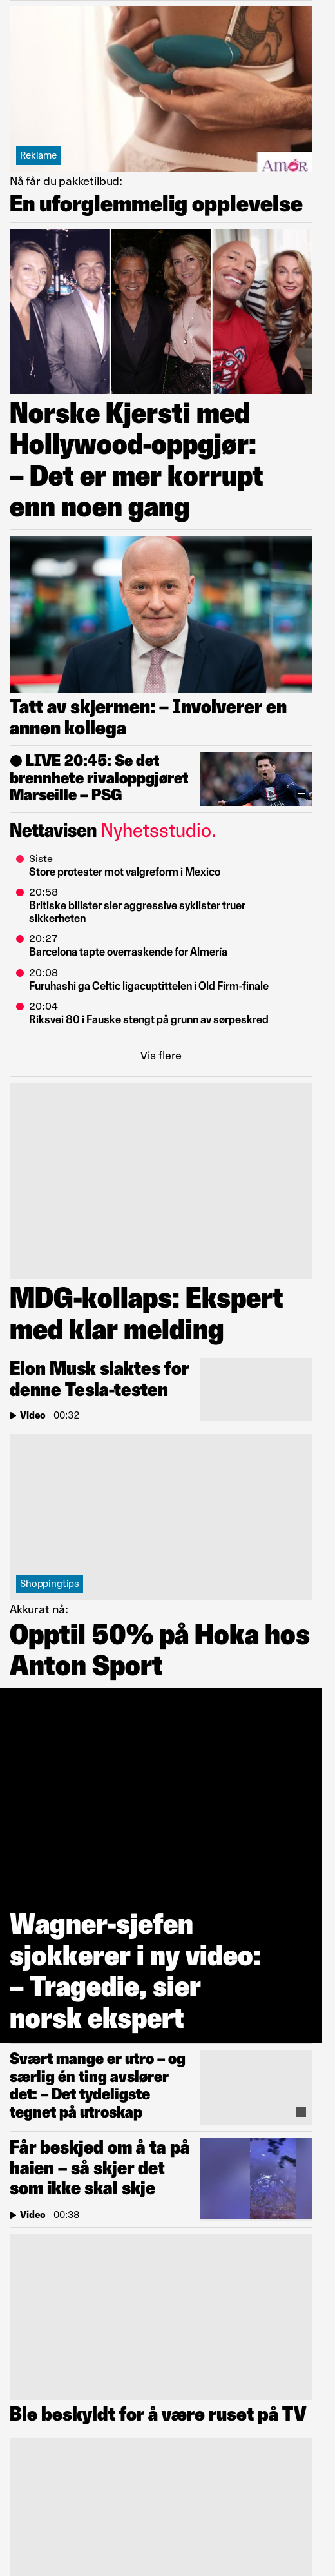 Reklame
AMOR
Nå får du pakketilbud:
En uforglemmelig opplevelse
Norske Kjersti med
Hollywood-oppgjør:
– Det er mer korrupt
enn noen gang
Tatt av skjermen: – Involverer en
annen kollega
● LIVE 20:45: Se det
brennhete rivaloppgjøret
Marseille – PSG
Nettavisen Nyhetsstudio.
Siste
Store protester mot valgreform i Mexico
20:58
Britiske bilister sier aggressive syklister truer
sikkerheten
20:27
Barcelona tapte overraskende for Almería
20:08
Furuhashi ga Celtic ligacuptittelen i Old Firm-finale
20:04
Riksvei 80 i Fauske stengt på grunn av sørpeskred
Vis flere
MDG-kollaps: Ekspert
med klar melding
Elon Musk slaktes for
denne Tesla-testen
Video | 00:32
Shoppingtips
Akkurat nå:
Opptil 50% på Hoka hos
Anton Sport
Wagner-sjefen
sjokkerer i ny video:
– Tragedie, sier
norsk ekspert
Svært mange er utro – og
særlig én ting avslører
det: – Det tydeligste
tegnet på utroskap
Får beskjed om å ta på
haien – så skjer det
som ikke skal skje
Video | 00:38
Ble beskyldt for å være ruset på TV